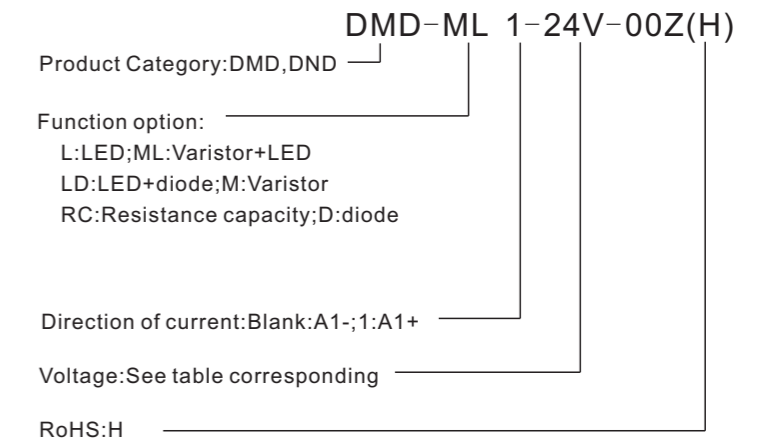 DMD-ML 1-24V-00Z(H)
Product Category:DMD,DND
Function option:
L:LED;ML:Varistor+LED
LD:LED+diode;M:Varistor
RC:Resistance capacity;D:diode
Direction of current:Blank:A1-;1:A1+
Voltage:See table corresponding
RoHS:H